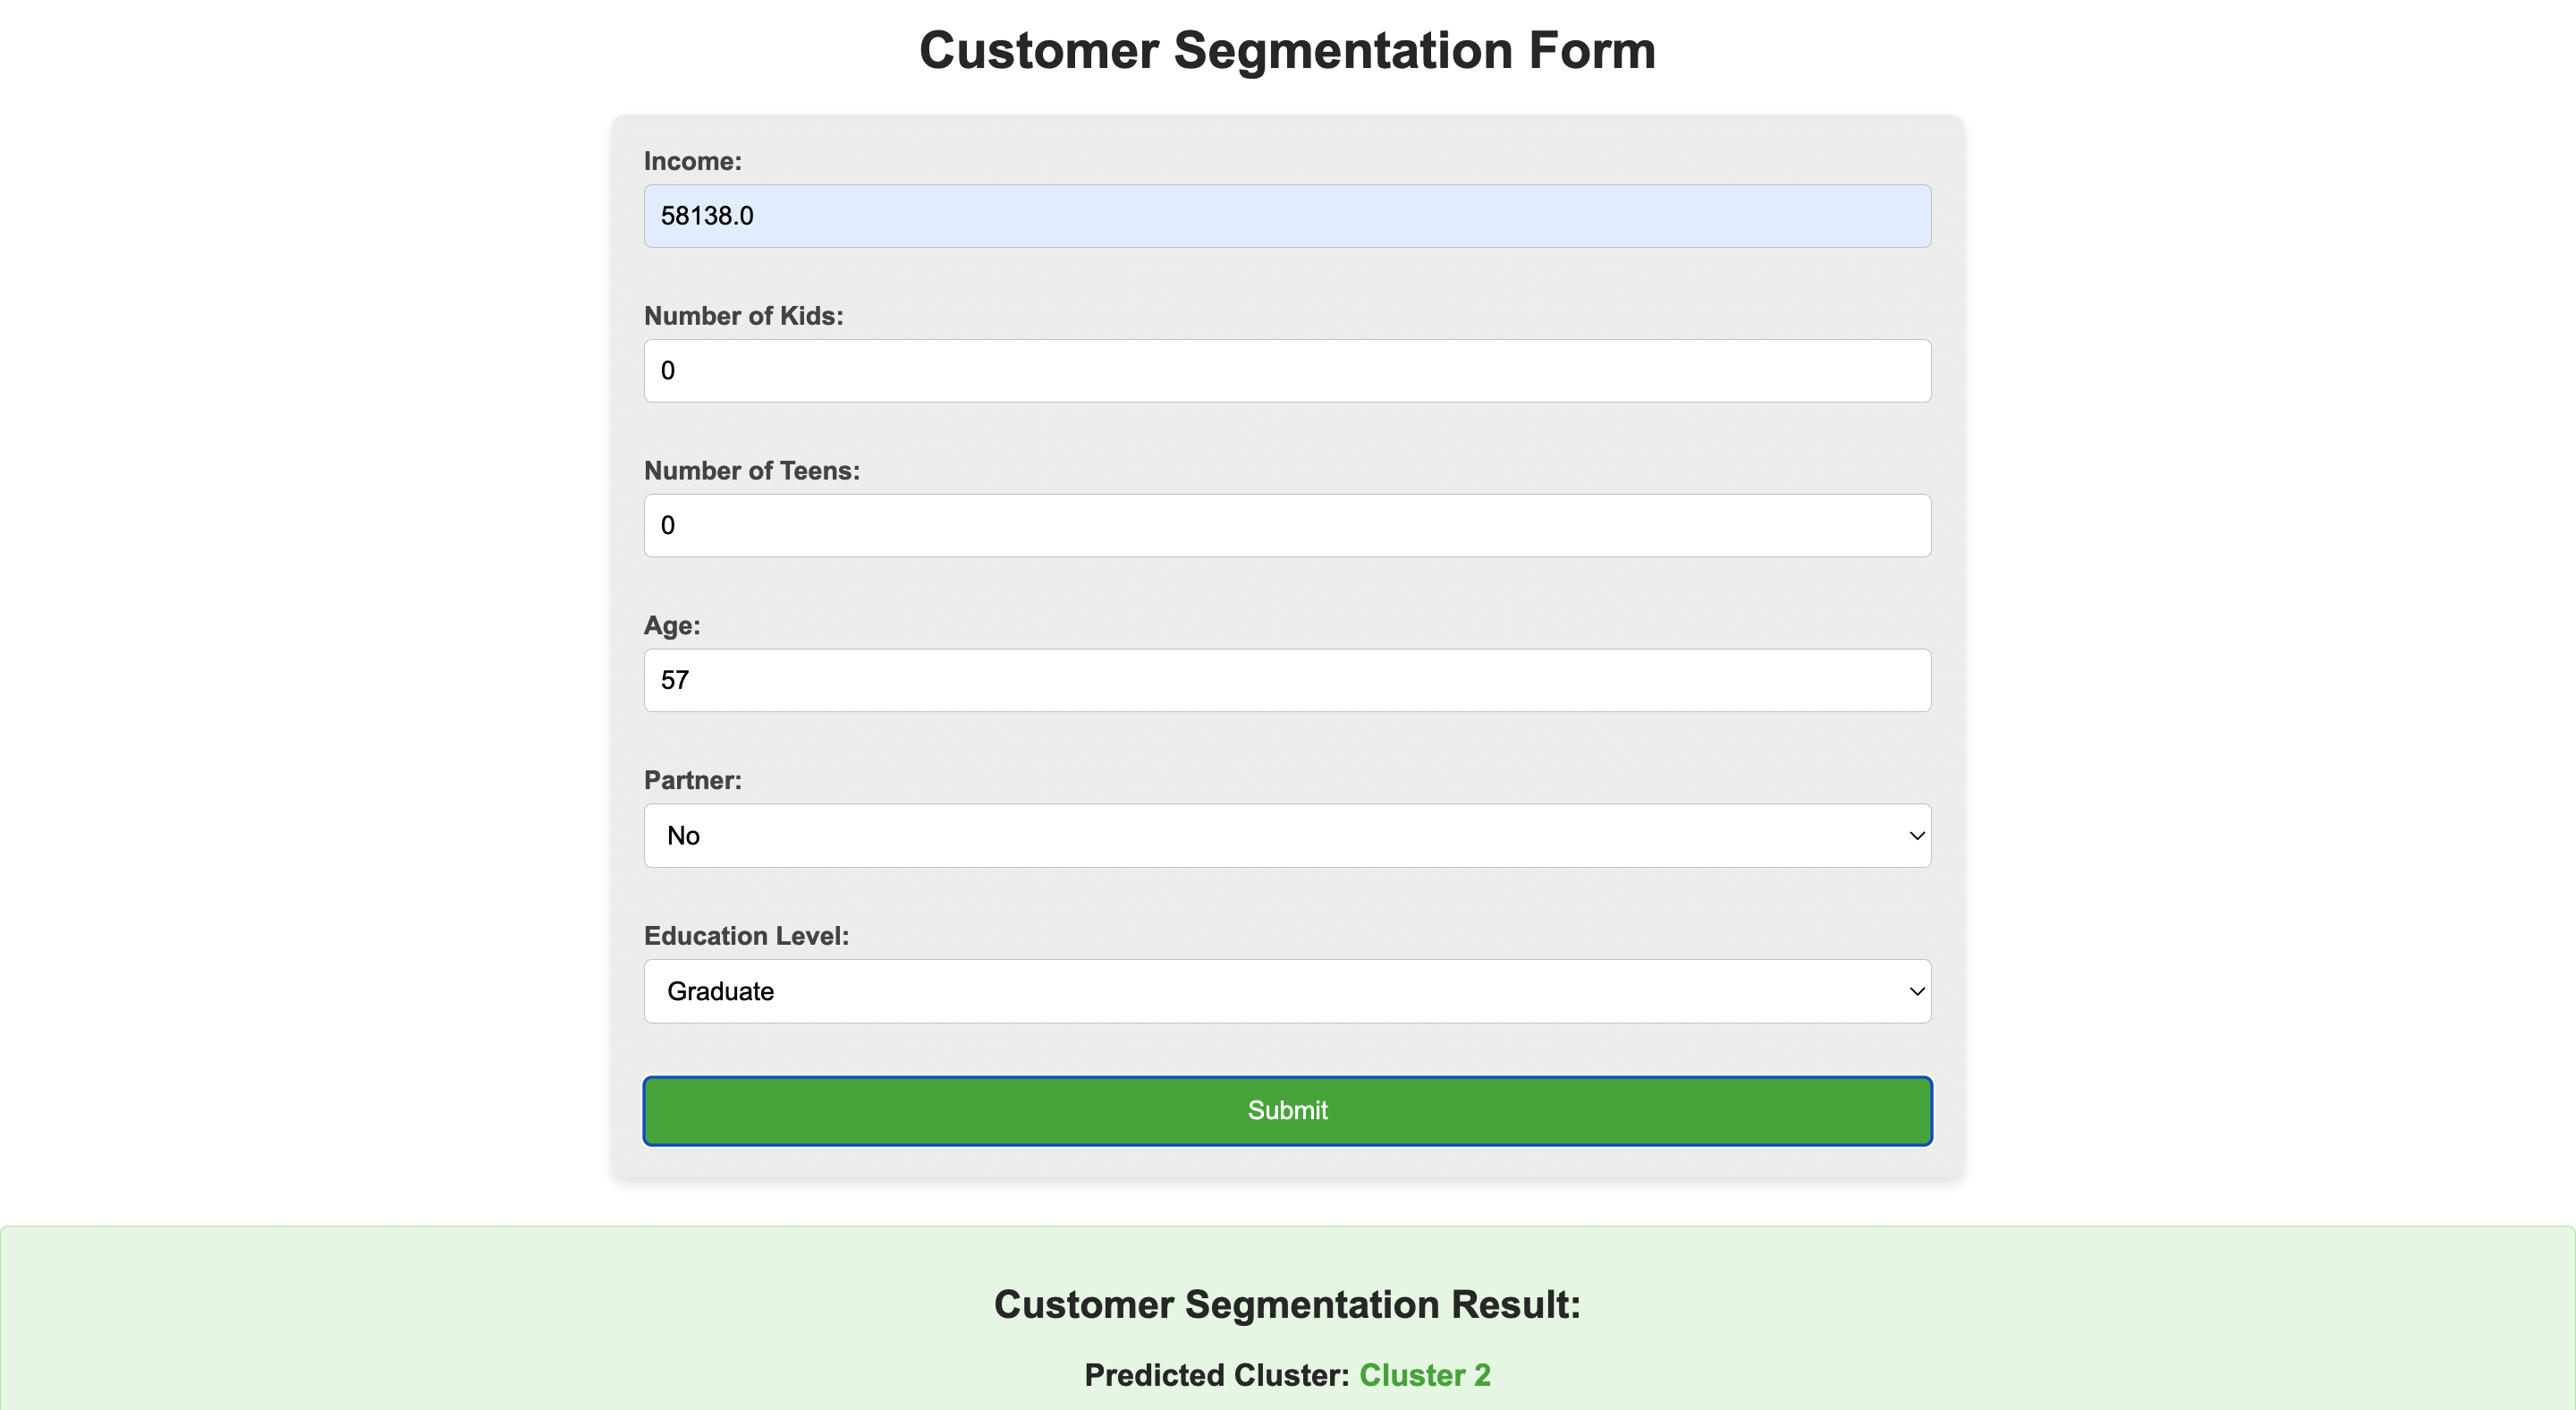 Customer Segmentation Form
Income:
58138.0
Number of Kids:
0
Number of Teens:
0
Age:
57
Partner:
No
Education Level:
Graduate
Submit
Customer Segmentation Result:
Predicted Cluster: Cluster 2